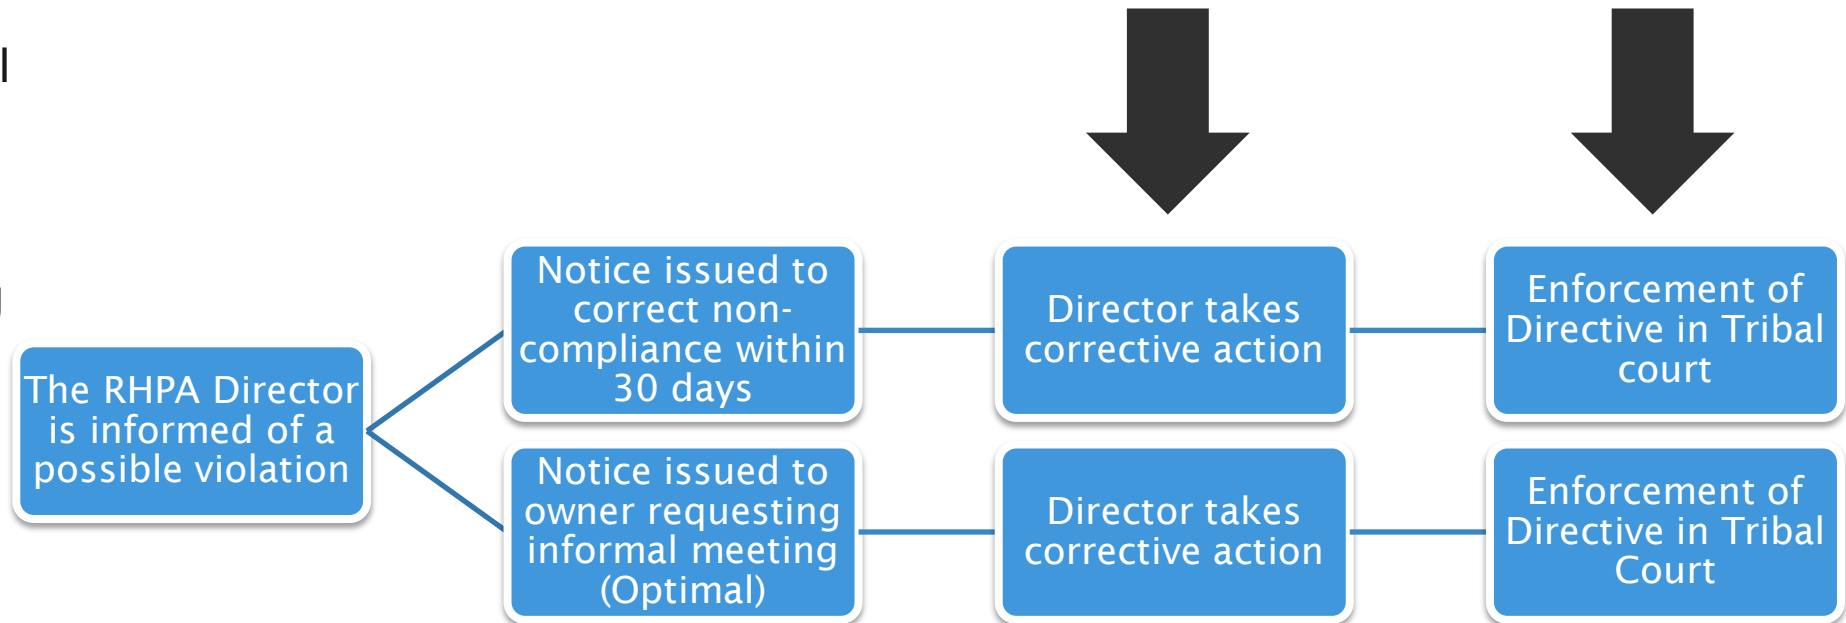 The RHPA Director
is informed of a
possible violation
Notice issued to
correct non-
compliance within
30 days
Director takes
corrective action
Enforcement of
Directive in Tribal
court
Notice issued to
owner requesting
informal meeting
(Optimal)
Director takes
corrective action
Enforcement of
Directive in Tribal
Court